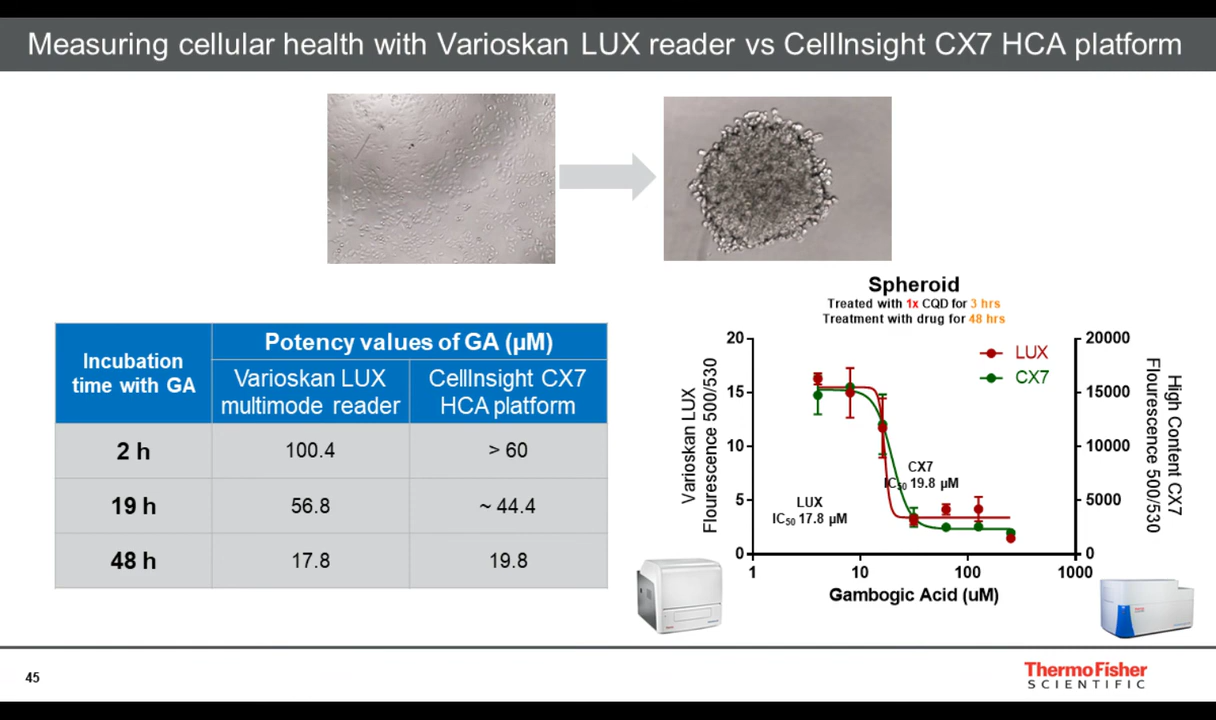 Measuring cellular health with Varioskan LUX reader vs CellInsight CX7 HCA platform
Incubation
time with GA
Potency values of GA (µM)
Varioskan LUX
multimode reader
CellInsight CX7
HCA platform
2 h
100.4
> 60
19 h
56.8
~ 44.4
48 h
17.8
19.8
Spheroid
Treated with 1x CQD for 3 hrs
Treatment with drug for 48 hrs
Varioskan LUX
Flourescence 500/530
20
15
10
5
0
LUX
CX7
CX7
IC50 19.8 µM
LUX
IC50 17.8 µM
20000
15000
10000
5000
0
High Content CX7
Flourescence 500/530
1
10
100
1000
Gambogic Acid (uM)
45
ThermoFisher
SCIENTIFIC